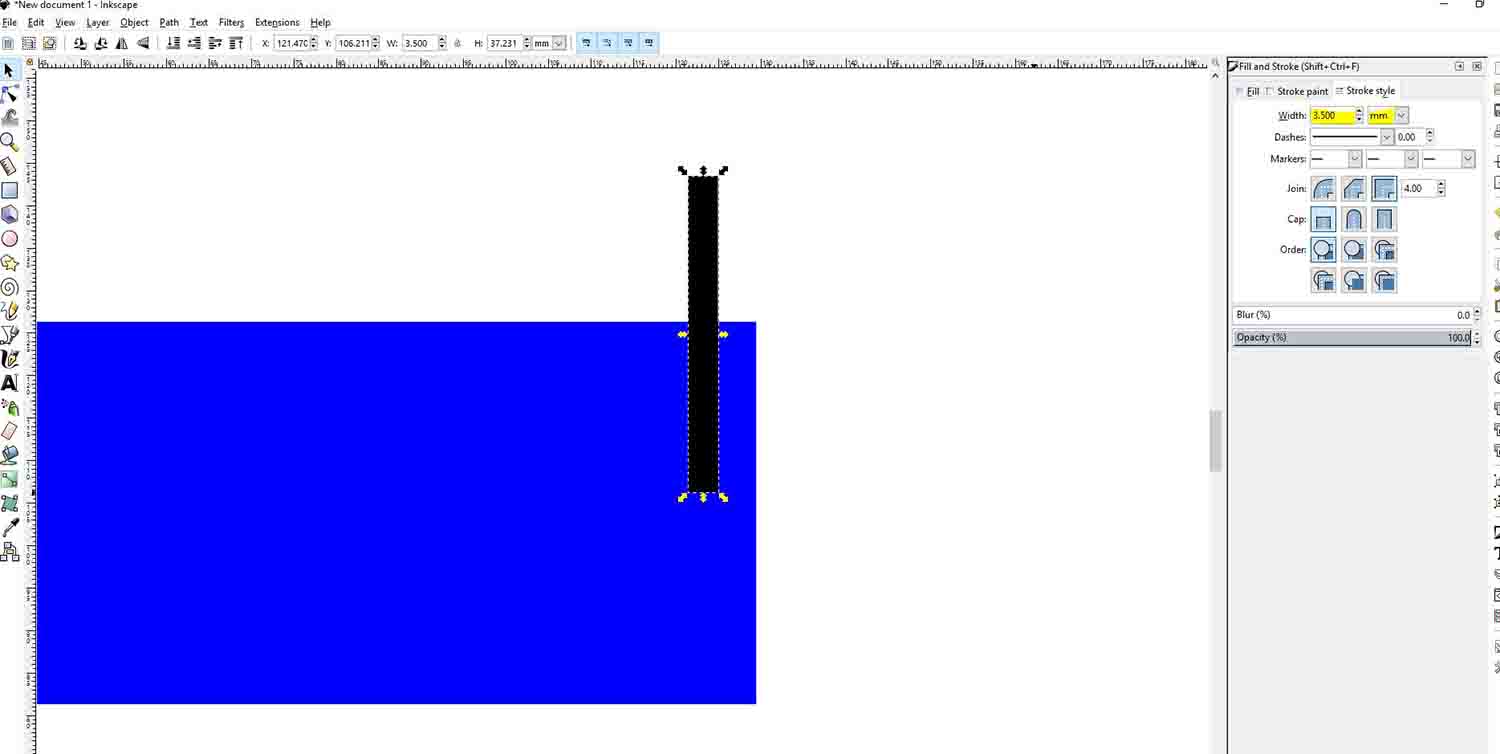 *New document 1 - Inkscape
File Edit View Layer Object Path Text Filters Extensions Help
X: 121.470 Y: 106.211 W: 3.500 H: 37.231 mm
Fill and Stroke (Shift+Ctrl+F)
Fill Stroke paint Stroke style
Width: 3.500 mm
Dashes: 0.00
Markers:
Join: 4.00
Cap:
Order:
Blur (%) 0.0
Opacity (%) 100.0